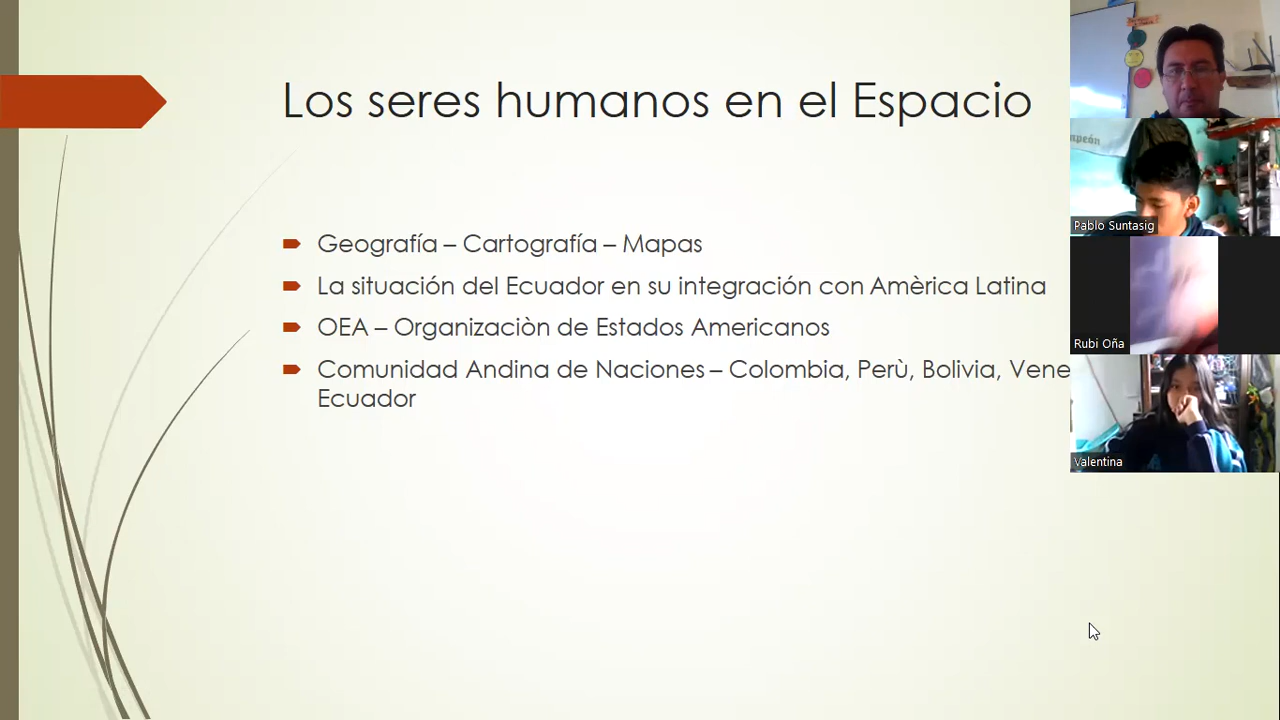 Los seres humanos en el Espacio
Geografía – Cartografía – Mapas
La situación del Ecuador en su integración con Amèrica Latina
OEA – Organizaciòn de Estados Americanos
Comunidad Andina de Naciones – Colombia, Perù, Bolivia, Vene
Ecuador
Pablo Suntasig
Rubi Oña
Valentina